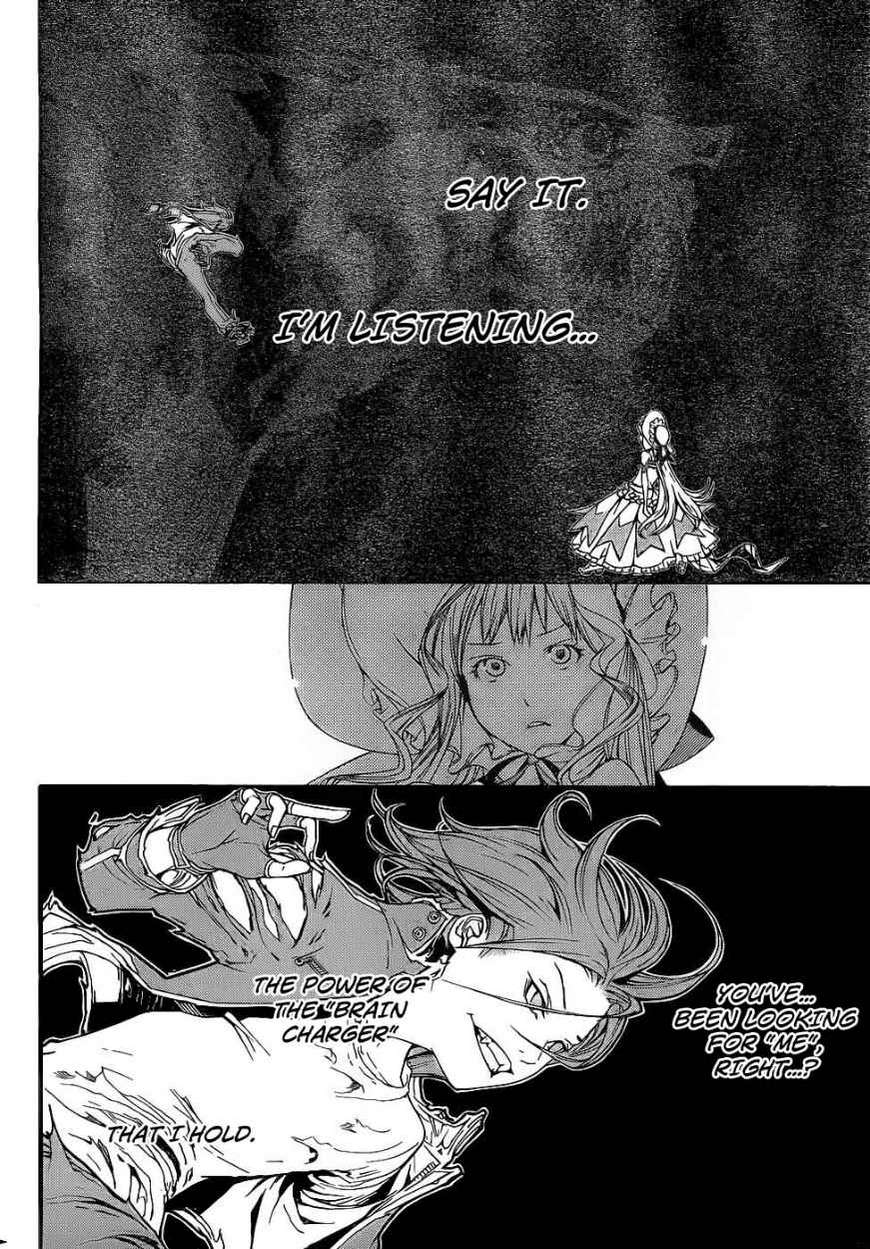 SAY IT.
I'M LISTENING...
YOU'VE...
BEEN LOOKING
FOR "ME",
RIGHT...?
THE POWER OF
THE "BRAIN
CHARGER"
THAT I HOLD.